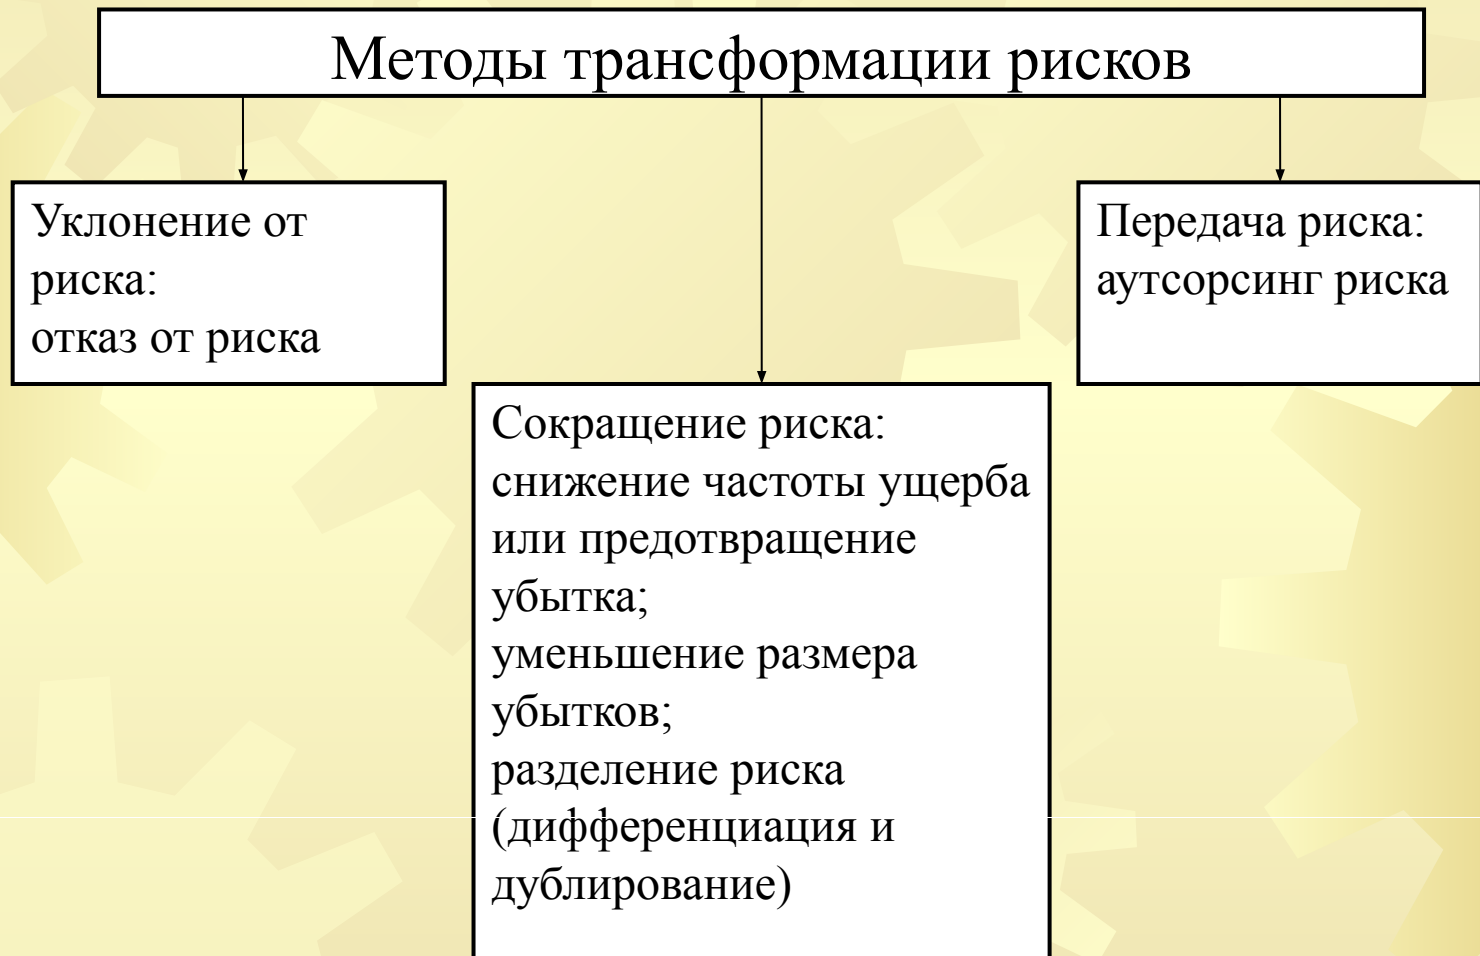 Методы трансформации рисков
Уклонение от
риска:
отказ от риска
Передача риска:
аутсорсинг риска
Сокращение риска:
снижение частоты ущерба
или предотвращение
убытка;
уменьшение размера
убытков;
разделение риска
(дифференциация и
дублирование)